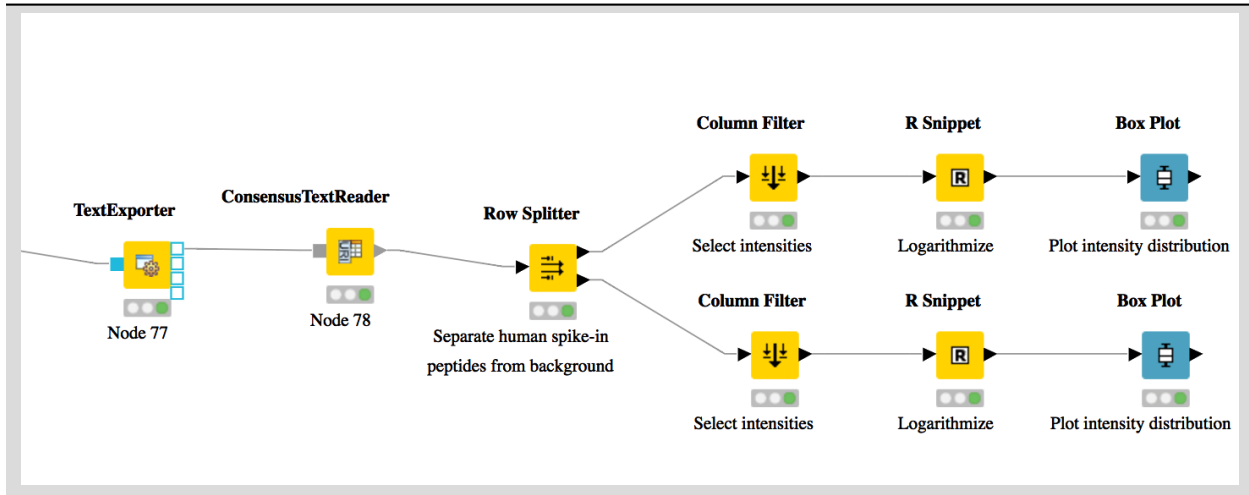 Column Filter
R Snippet
Box Plot
TextExporter
ConsensusTextReader
Row Splitter
Select intensities
Logarithmize
Plot intensity distribution
Column Filter
R Snippet
Box Plot
Node 77
Node 78
Separate human spike-in
peptides from background
Select intensities
Logarithmize
Plot intensity distribution
R
R